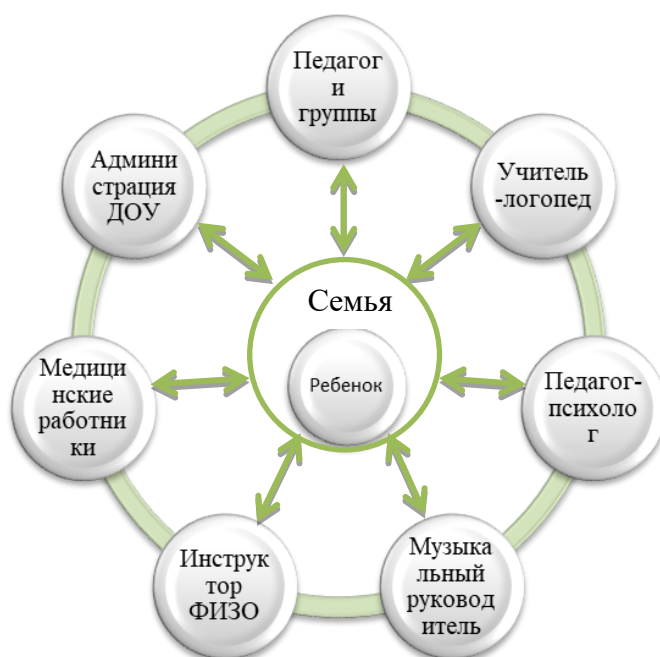 Педагог
и
группы
Учитель
-логопед
Педагог-
психоло
г
Музыка
льный
руковод
итель
Инструк
тор
ФИЗО
Медици
нские
работни
ки
Админи
страция
ДОУ
Семья
Ребенок